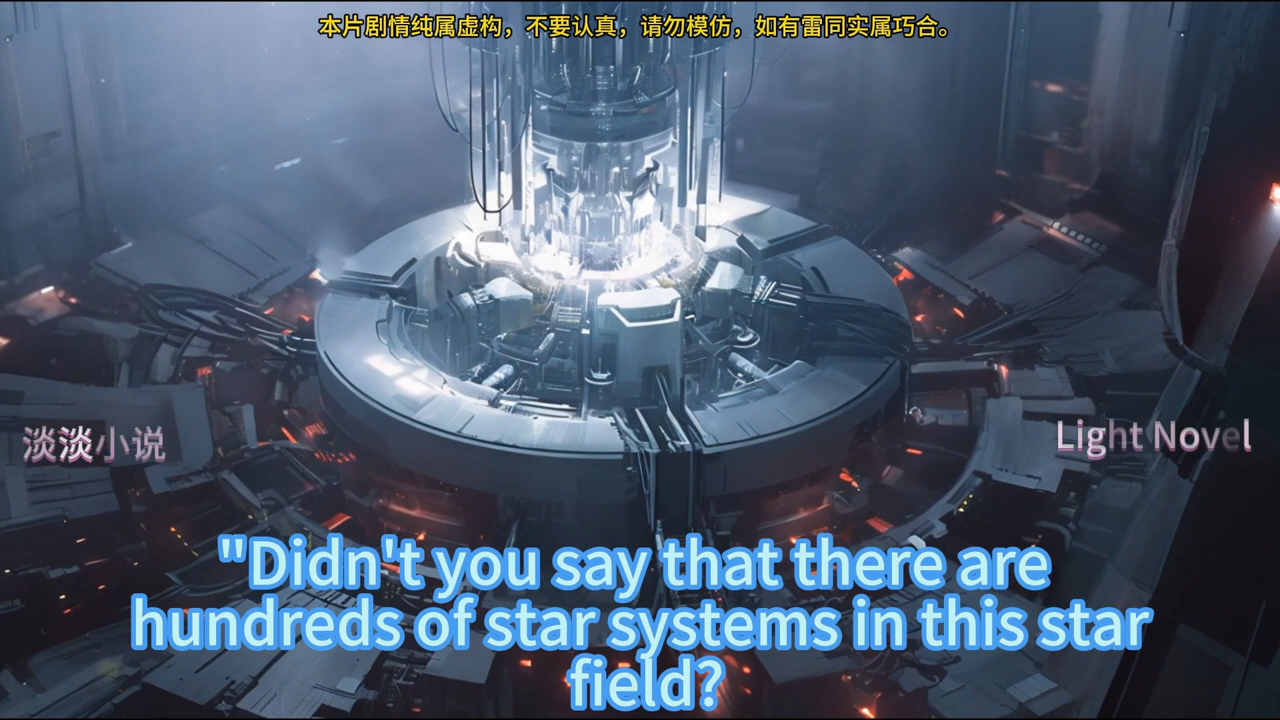 本片剧情纯属虚构，不要认真，请勿模仿，如有雷同实属巧合。
淡淡小说
Light Novel
"Didn't you say that there are
hundreds of star systems in this star
field?